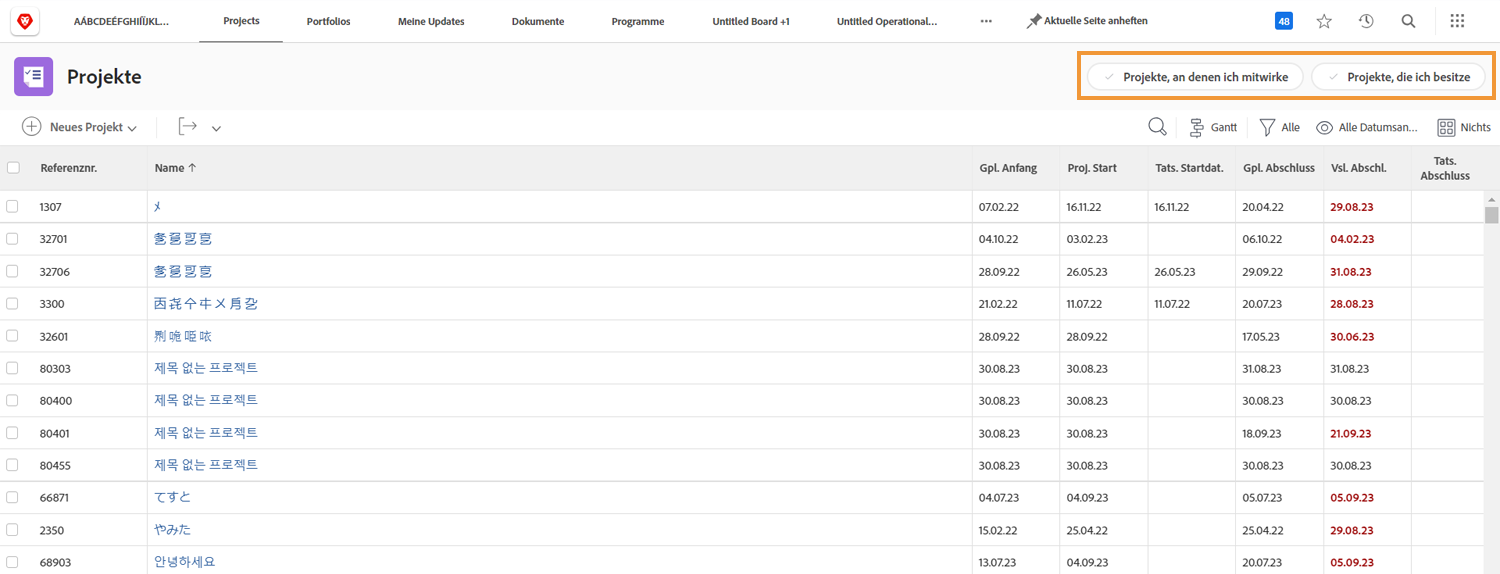 AÁBCDEÉFGHIÍJKL... Projects Portfolios Meine Updates Dokumente Programme Untitled Board +1 Untitled Operational... Aktuelle Seite anheften 48
Projekte Projekte, an denen ich mitwirke Projekte, die ich besitze
Neues Projekt Gantt Alle Alle Datumsan... Nichts
Referenznr. Name Gpl. Anfang Proj. Start Tats. Startdat. Gpl. Abschluss Vsl. Abschl. Tats. Abschluss
1307 07.02.22 16.11.22 16.11.22 20.04.22 29.08.23
32701 04.10.22 03.02.23 06.10.22 04.02.23
32706 28.09.22 26.05.23 26.05.23 29.09.22 31.08.23
3300 21.02.22 11.07.22 11.07.22 20.07.23 28.08.23
32601 28.09.22 28.09.22 17.05.23 30.06.23
80303 제목 없는 프로젝트 30.08.23 30.08.23 31.08.23 31.08.23
80400 제목 없는 프로젝트 30.08.23 30.08.23 30.08.23 30.08.23
80401 제목 없는 프로젝트 30.08.23 30.08.23 18.09.23 21.09.23
80455 제목 없는 프로젝트 30.08.23 30.08.23 30.08.23 30.08.23
66871 てすと 04.07.23 04.09.23 05.07.23 05.09.23
2350 やみた 15.02.22 25.04.22 25.04.22 29.08.23
68903 안녕하세요 13.07.23 04.09.23 20.07.23 05.09.23